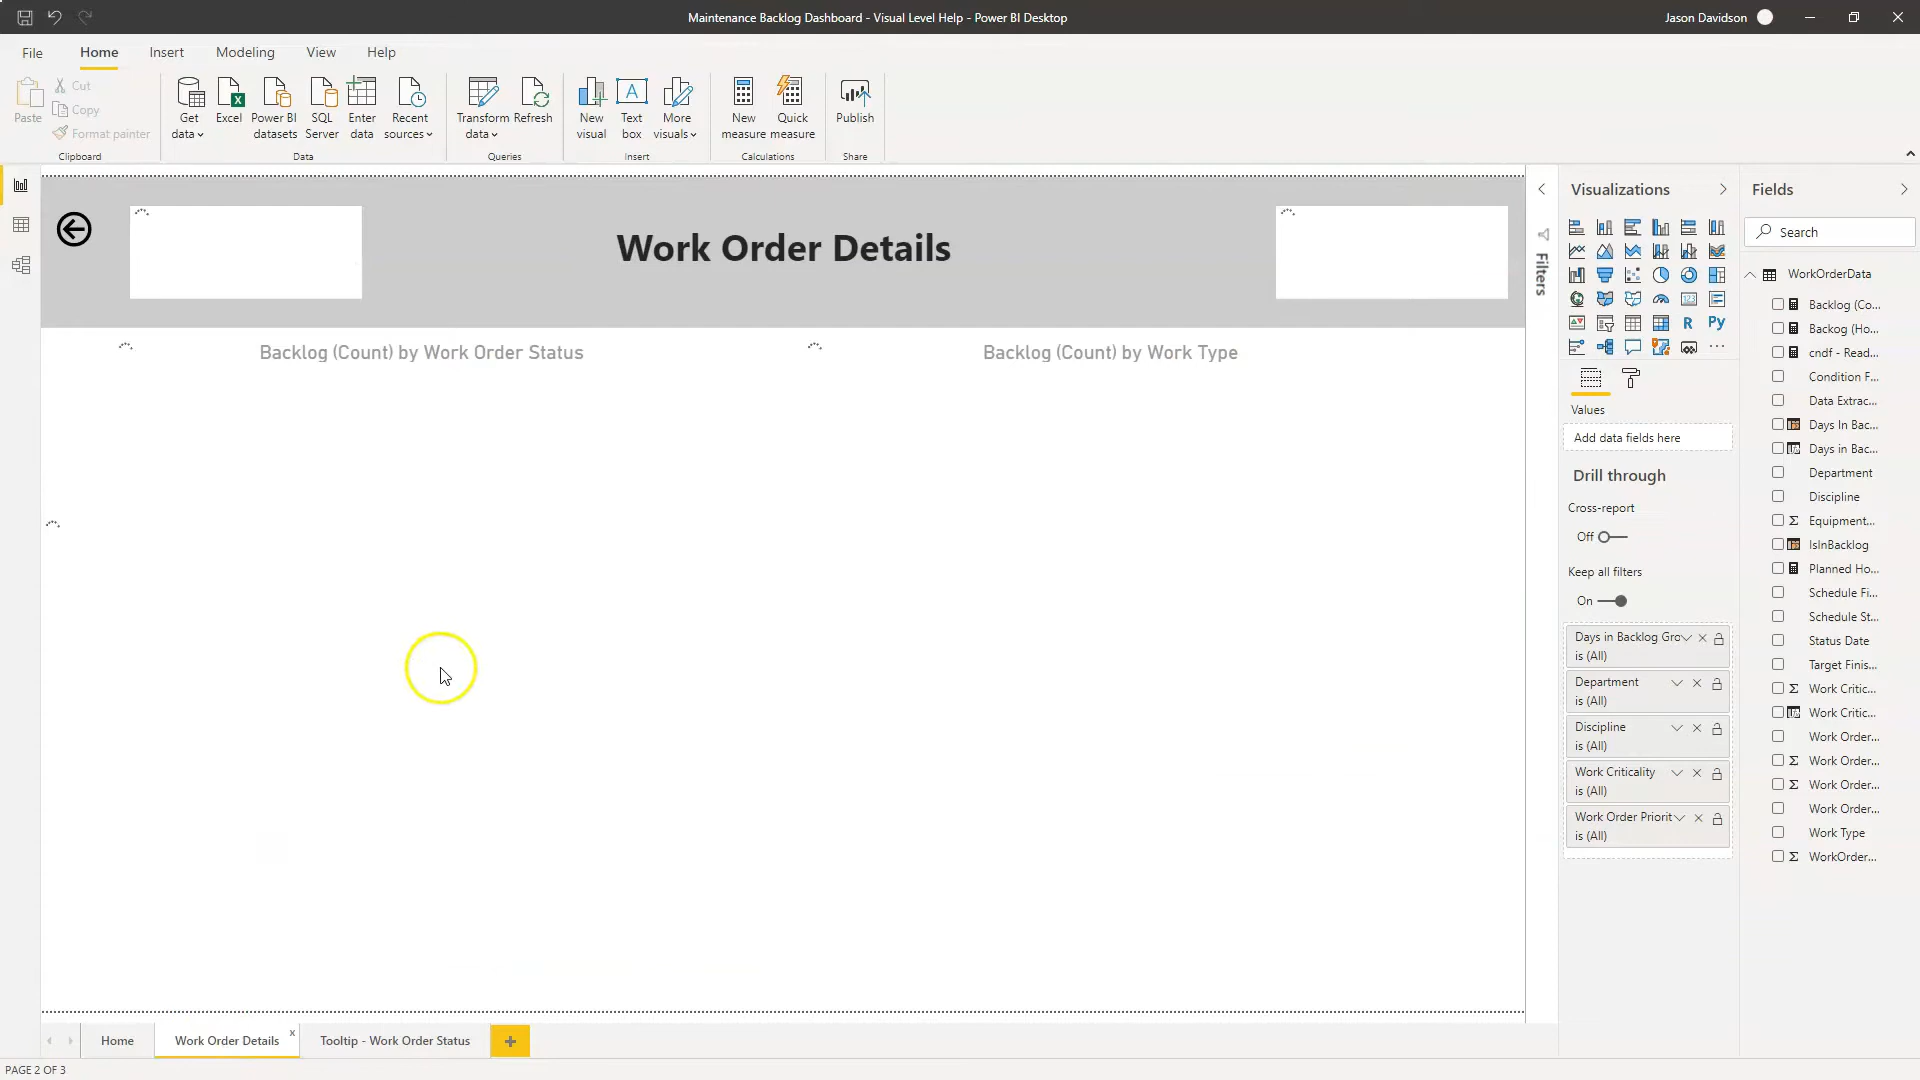 Maintenance Backlog Dashboard - Visual Level Help - Power BI Desktop
Jason Davidson
File
Home
Insert
Modeling
View
Help
Paste
Cut
Copy
Format painter
Clipboard
Get data
Excel
Power BI datasets
SQL Server
Enter data
Recent sources
Data
Transform data
Refresh
Queries
New visual
A
Text box
More visuals
Insert
New measure
Quick measure
Calculations
Publish
Share
Work Order Details
Backlog (Count) by Work Order Status
Backlog (Count) by Work Type
Filters
Visualizations
123
R
Py
Values
Add data fields here
Drill through
Cross-report
Off
Keep all filters
On
Days in Backlog Gro
is (All)
Department
is (All)
Discipline
is (All)
Work Criticality
is (All)
Work Order Priorit
is (All)
Fields
Search
WorkOrderData
Backlog (Co...
Backog (Ho...
cndf - Read...
Condition F...
Data Extrac...
Days In Bac...
Days in Bac...
Department
Discipline
Equipment...
IsInBacklog
Planned Ho...
Schedule Fi...
Schedule St...
Status Date
Target Finis...
Work Critic...
Work Critic...
Work Order...
Work Order...
Work Order...
Work Order...
Work Type
WorkOrder...
Home
Work Order Details
x
Tooltip - Work Order Status
+
PAGE 2 OF 3